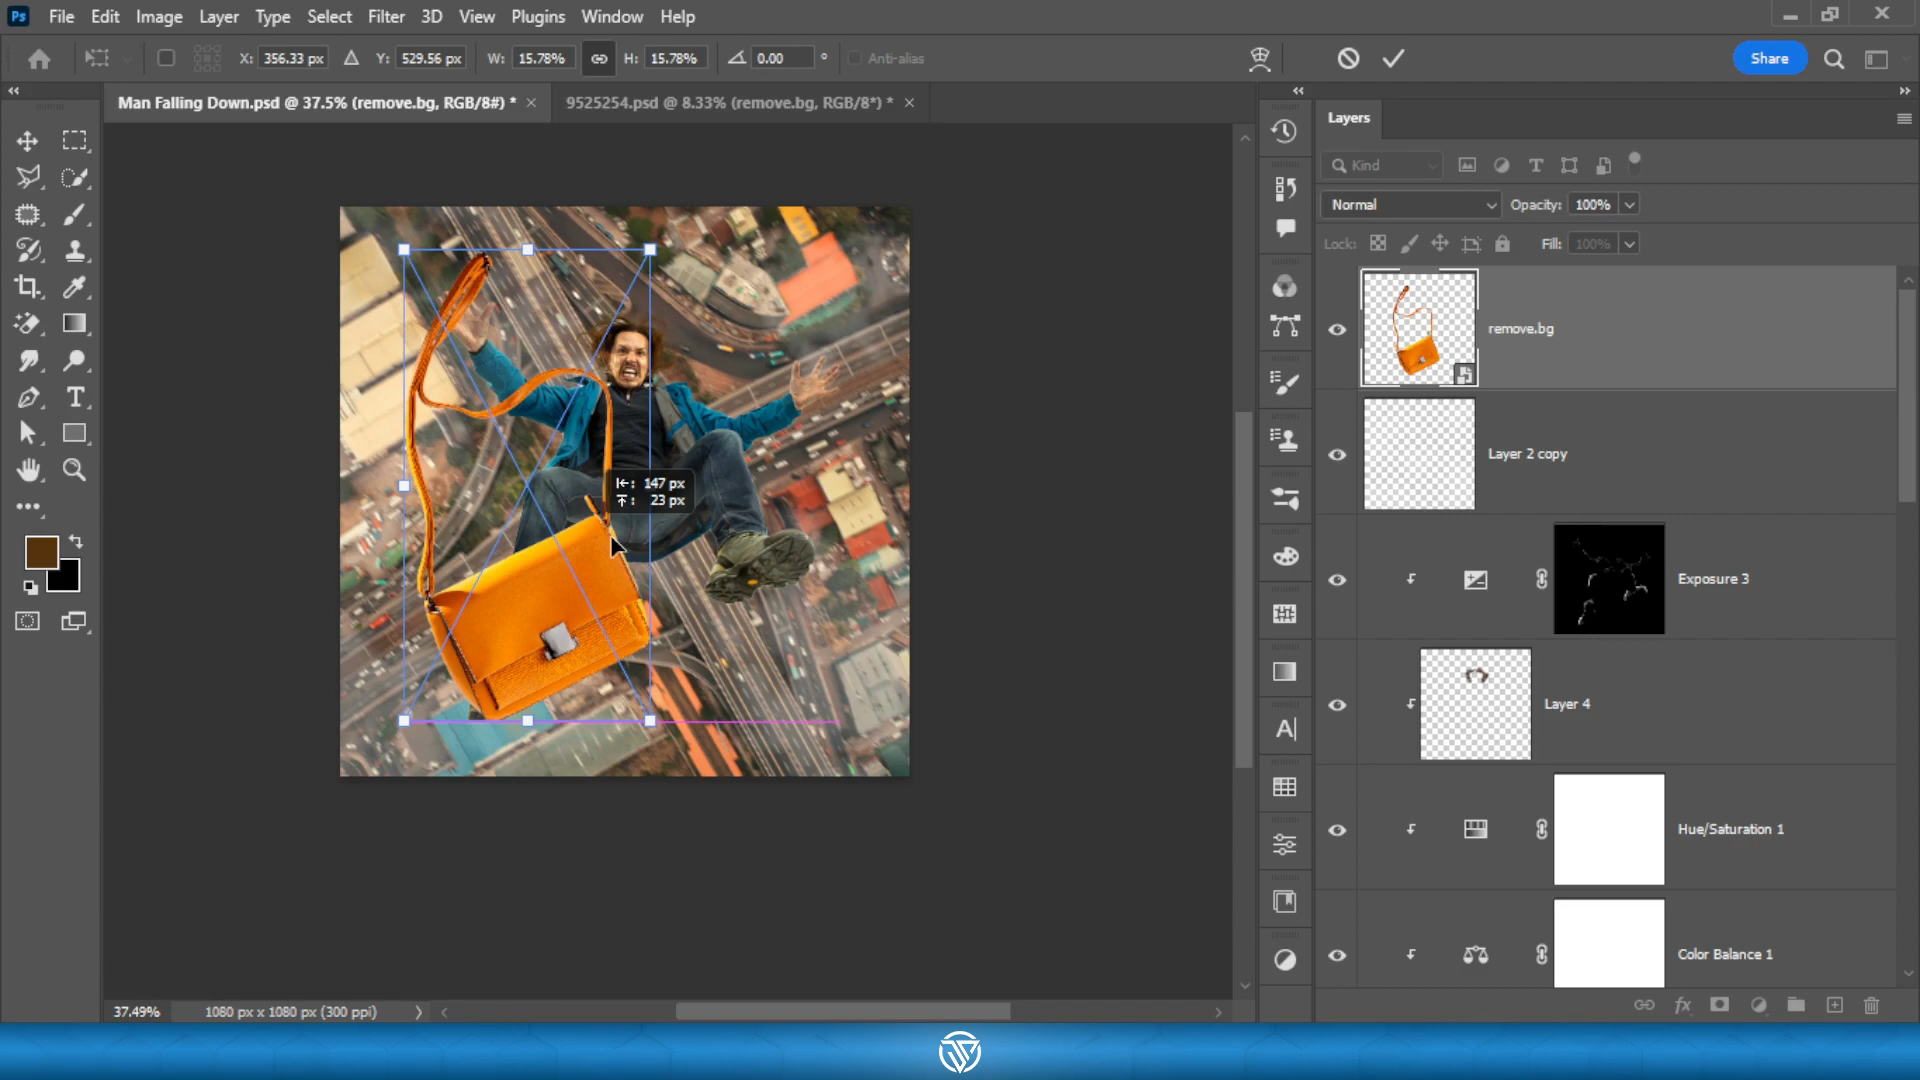 Ps File Edit Image Layer Type Select Filter 3D View Plugins Window Help
X: 356.33 px Y: 529.56 px W: 15.78% H: 15.78% 0.00 ° Anti-alias Share
Man Falling Down.psd @ 37.5% (remove.bg, RGB/8#) * × 9525254.psd @ 8.33% (remove.bg, RGB/8*) * ×
Layers
Kind
Normal Opacity: 100%
Lock: Fill: 100%
remove.bg
Layer 2 copy
147 px
23 px
Exposure 3
Layer 4
Hue/Saturation 1
Color Balance 1
37.49% 1080 px x 1080 px (300 ppi)